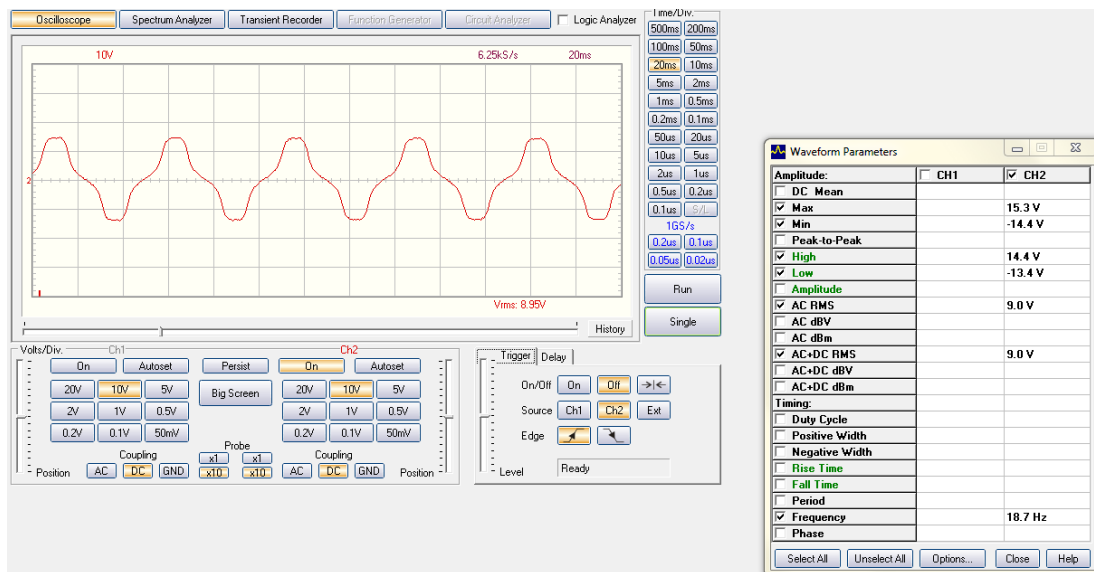 Oscilloscope Spectrum Analyzer Transient Recorder Function Generator Circuit Analyzer Logic Analyzer
10V 6.25kS/s 20ms
2
Vrms: 8.95V
History
Time/Div.
500ms 200ms
100ms 50ms
20ms 10ms
5ms 2ms
1ms 0.5ms
0.2ms 0.1ms
50us 20us
10us 5us
2us 1us
0.5us 0.2us
0.1us S/L
1GS/s
0.2us 0.1us
0.05us 0.02us
Run
Single
Volts/Div. Ch1 Ch2
On Autoset Persist On Autoset
20V 10V 5V Big Screen 20V 10V 5V
2V 1V 0.5V 2V 1V 0.5V
0.2V 0.1V 50mV 0.2V 0.1V 50mV
Coupling Probe Coupling
x1 x1
Position AC DC GND x10 x10 AC DC GND Position
Trigger Delay
On/Off On Off
Source Ch1 Ch2 Ext
Edge
Level Ready
Waveform Parameters
Amplitude: CH1 CH2
DC Mean
Max 15.3 V
Min -14.4 V
Peak-to-Peak
High 14.4 V
Low -13.4 V
Amplitude
AC RMS 9.0 V
AC dBV
AC dBm
AC+DC RMS 9.0 V
AC+DC dBV
AC+DC dBm
Timing:
Duty Cycle
Positive Width
Negative Width
Rise Time
Fall Time
Period
Frequency 18.7 Hz
Phase
Select All Unselect All Options... Close Help